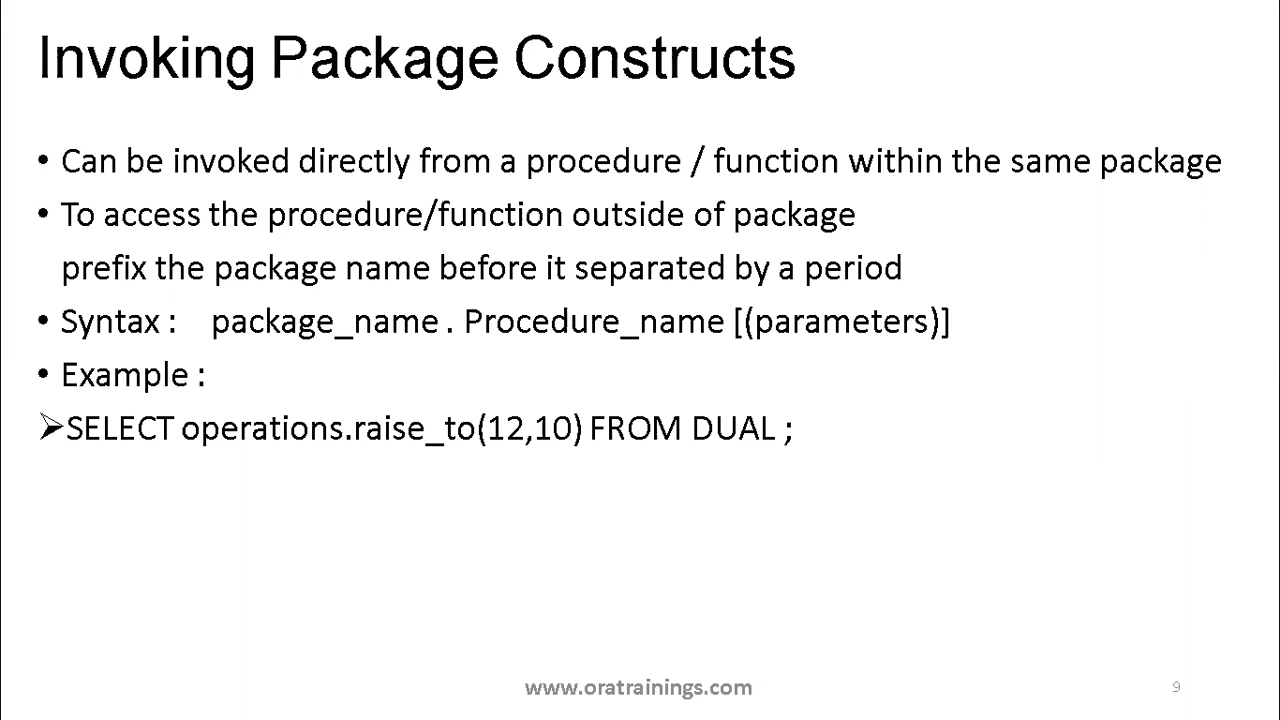 Invoking Package Constructs
• Can be invoked directly from a procedure / function within the same package
• To access the procedure/function outside of package
prefix the package name before it separated by a period
• Syntax : package_name . Procedure_name [(parameters)]
• Example :
➢SELECT operations.raise_to(12,10) FROM DUAL ;
www.oratrainings.com
9